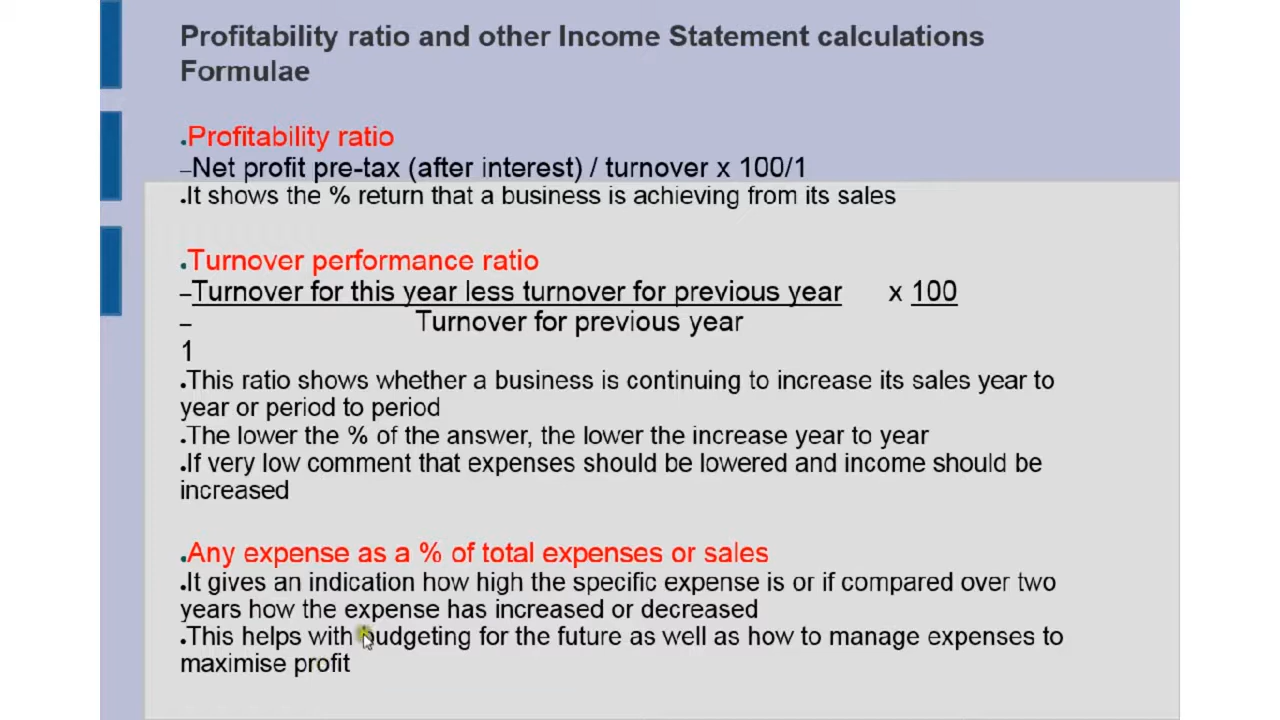 Profitability ratio and other Income Statement calculations
Formulae
●Profitability ratio
–Net profit pre-tax (after interest) / turnover x 100/1
●It shows the % return that a business is achieving from its sales
●Turnover performance ratio
–Turnover for this year less turnover for previous year x 100
– Turnover for previous year
1
●This ratio shows whether a business is continuing to increase its sales year to
year or period to period
●The lower the % of the answer, the lower the increase year to year
●If very low comment that expenses should be lowered and income should be
increased
●Any expense as a % of total expenses or sales
●It gives an indication how high the specific expense is or if compared over two
years how the expense has increased or decreased
●This helps with budgeting for the future as well as how to manage expenses to
maximise profit